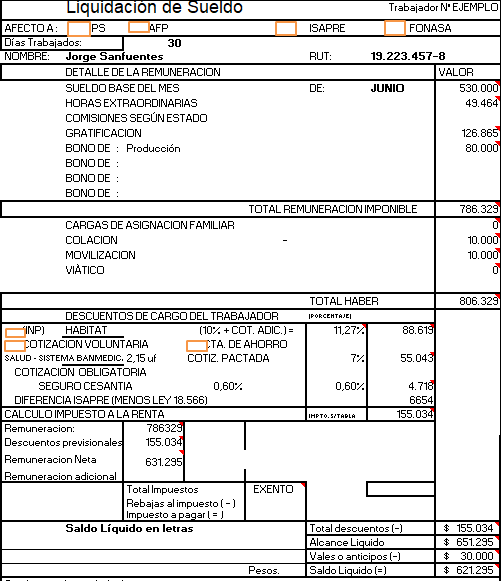 Liquidación de Sueldo Trabajador Nº EJEMPLO
AFECTO A : PS AFP ISAPRE FONASA
Días Trabajados: 30
NOMBRE: Jorge Sanfuentes RUT: 19.223.457-8
DETALLE DE LA REMUNERACION VALOR
SUELDO BASE DEL MES DE: JUNIO 530.000
HORAS EXTRAORDINARIAS 49.464
COMISIONES SEGÚN ESTADO
GRATIFICACION 126.865
BONO DE : Producción 80.000
BONO DE :
BONO DE :
BONO DE :
TOTAL REMUNERACION IMPONIBLE 786.329
CARGAS DE ASIGNACION FAMILIAR 0
COLACION - 10.000
MOVILIZACION 10.000
VIÀTICO 0
TOTAL HABER 806.329
DESCUENTOS DE CARGO DEL TRABAJADOR (PORCENTAJE)
(INP) HABITAT (10% + COT. ADIC.) = 11,27% 88.619
COTIZACION VOLUNTARIA CTA. DE AHORRO
SALUD - SISTEMA BANMEDIC. 2,15 uf COTIZ. PACTADA 7% 55.043
COTIZACION OBLIGATORIA
SEGURO CESANTIA 0,60% 0,60% 4.718
DIFERENCIA ISAPRE (MENOS LEY 18.566) 6654
CALCULO IMPUESTO A LA RENTA IMPTO. S/TABLA 155.034
Remuneracion: 786329
Descuentos previsionales 155.034
Remuneracion Neta 631.295
Remuneracion adicional
Total Impuestos EXENTO
Rebajas al impuesto ( - )
Impuesto a pagar ( = )
Saldo Líquido en letras Total descuentos (-) $ 155.034
Alcance Liquido $ 651.295
Vales o anticipos (-) $ 30.000
Pesos. Saldo Liquido (=) $ 621.295